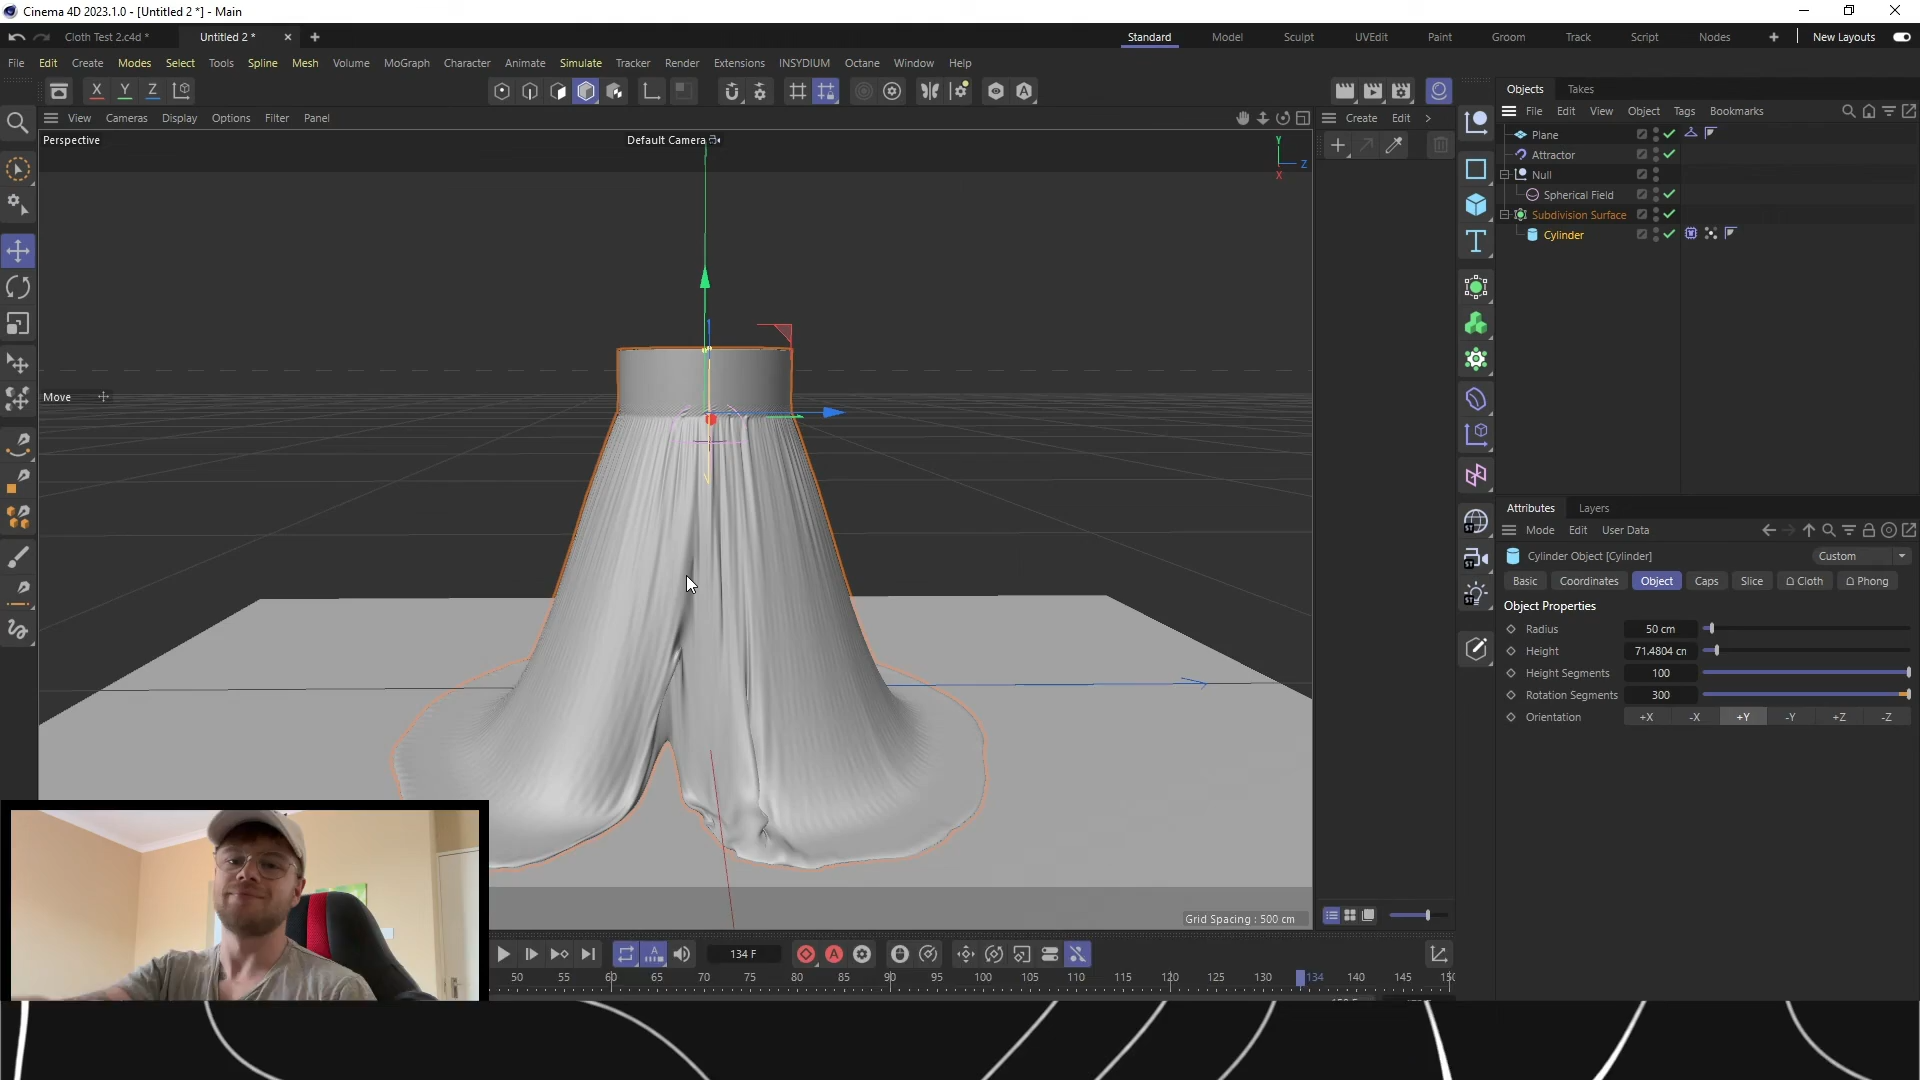 Cinema 4D 2023.1.0 - [Untitled 2 *] - Main
Cloth Test 2.c4d *
Untitled 2 *
Standard
Model
Sculpt
UVEdit
Paint
Groom
Track
Script
Nodes
New Layouts
File Edit Create Modes Select Tools Spline Mesh Volume MoGraph Character Animate Simulate Tracker Render Extensions INSYDIUM Octane Window Help
X Y Z
Objects Takes
View Cameras Display Options Filter Panel
Create Edit
File Edit View Object Tags Bookmarks
Perspective
Default Camera
Y
Z
X
Plane
Attractor
Null
Spherical Field
Subdivision Surface
Cylinder
Move
Attributes Layers
Mode Edit User Data
Cylinder Object [Cylinder]
Custom
Basic Coordinates Object Caps Slice Cloth Phong
Object Properties
Radius 50 cm
Height 71.4804 cn
Height Segments 100
Rotation Segments 300
Orientation +X -X +Y -Y +Z -Z
ST
ST
ST
Grid Spacing : 500 cm
134 F
50 55 60 65 70 75 80 85 90 95 100 105 110 115 120 125 130 134 140 145